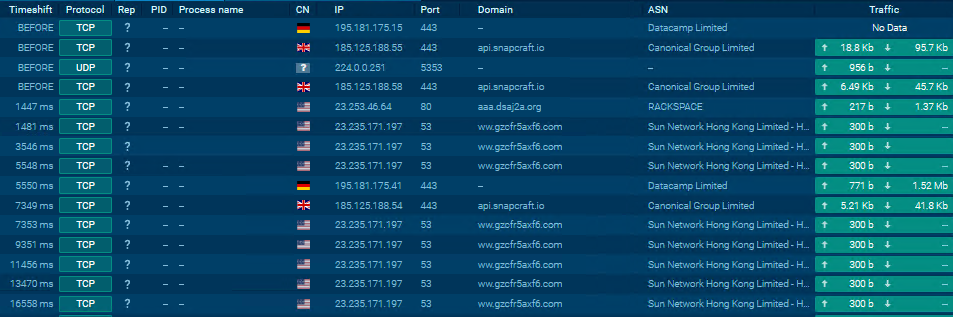 Timeshift Protocol Rep PID Process name CN IP Port Domain ASN Traffic
BEFORE TCP ? – – 195.181.175.15 443 – Datacamp Limited No Data
BEFORE TCP ? – – 185.125.188.55 443 api.snapcraft.io Canonical Group Limited ↑ 18.8 Kb ↓ 95.7 Kb
BEFORE UDP ? – – ? 224.0.0.251 5353 – – ↑ 956 b ↓ –
BEFORE TCP ? – – 185.125.188.58 443 api.snapcraft.io Canonical Group Limited ↑ 6.49 Kb ↓ 45.7 Kb
1447 ms TCP ? – – 23.253.46.64 80 aaa.dsaj2a.org RACKSPACE ↑ 217 b ↓ 1.37 Kb
1481 ms TCP ? – – 23.235.171.197 53 ww.gzcfr5axf6.com Sun Network Hong Kong Limited - H... ↑ 300 b ↓ –
3546 ms TCP ? – – 23.235.171.197 53 ww.gzcfr5axf6.com Sun Network Hong Kong Limited - H... ↑ 300 b ↓ –
5548 ms TCP ? – – 23.235.171.197 53 ww.gzcfr5axf6.com Sun Network Hong Kong Limited - H... ↑ 300 b ↓ –
5550 ms TCP ? – – 195.181.175.41 443 – Datacamp Limited ↑ 771 b ↓ 1.52 Mb
7349 ms TCP ? – – 185.125.188.54 443 api.snapcraft.io Canonical Group Limited ↑ 5.21 Kb ↓ 41.8 Kb
7353 ms TCP ? – – 23.235.171.197 53 ww.gzcfr5axf6.com Sun Network Hong Kong Limited - H... ↑ 300 b ↓ –
9351 ms TCP ? – – 23.235.171.197 53 ww.gzcfr5axf6.com Sun Network Hong Kong Limited - H... ↑ 300 b ↓ –
11456 ms TCP ? – – 23.235.171.197 53 ww.gzcfr5axf6.com Sun Network Hong Kong Limited - H... ↑ 300 b ↓ –
13470 ms TCP ? – – 23.235.171.197 53 ww.gzcfr5axf6.com Sun Network Hong Kong Limited - H... ↑ 300 b ↓ –
16558 ms TCP ? – – 23.235.171.197 53 ww.gzcfr5axf6.com Sun Network Hong Kong Limited - H... ↑ 300 b ↓ –